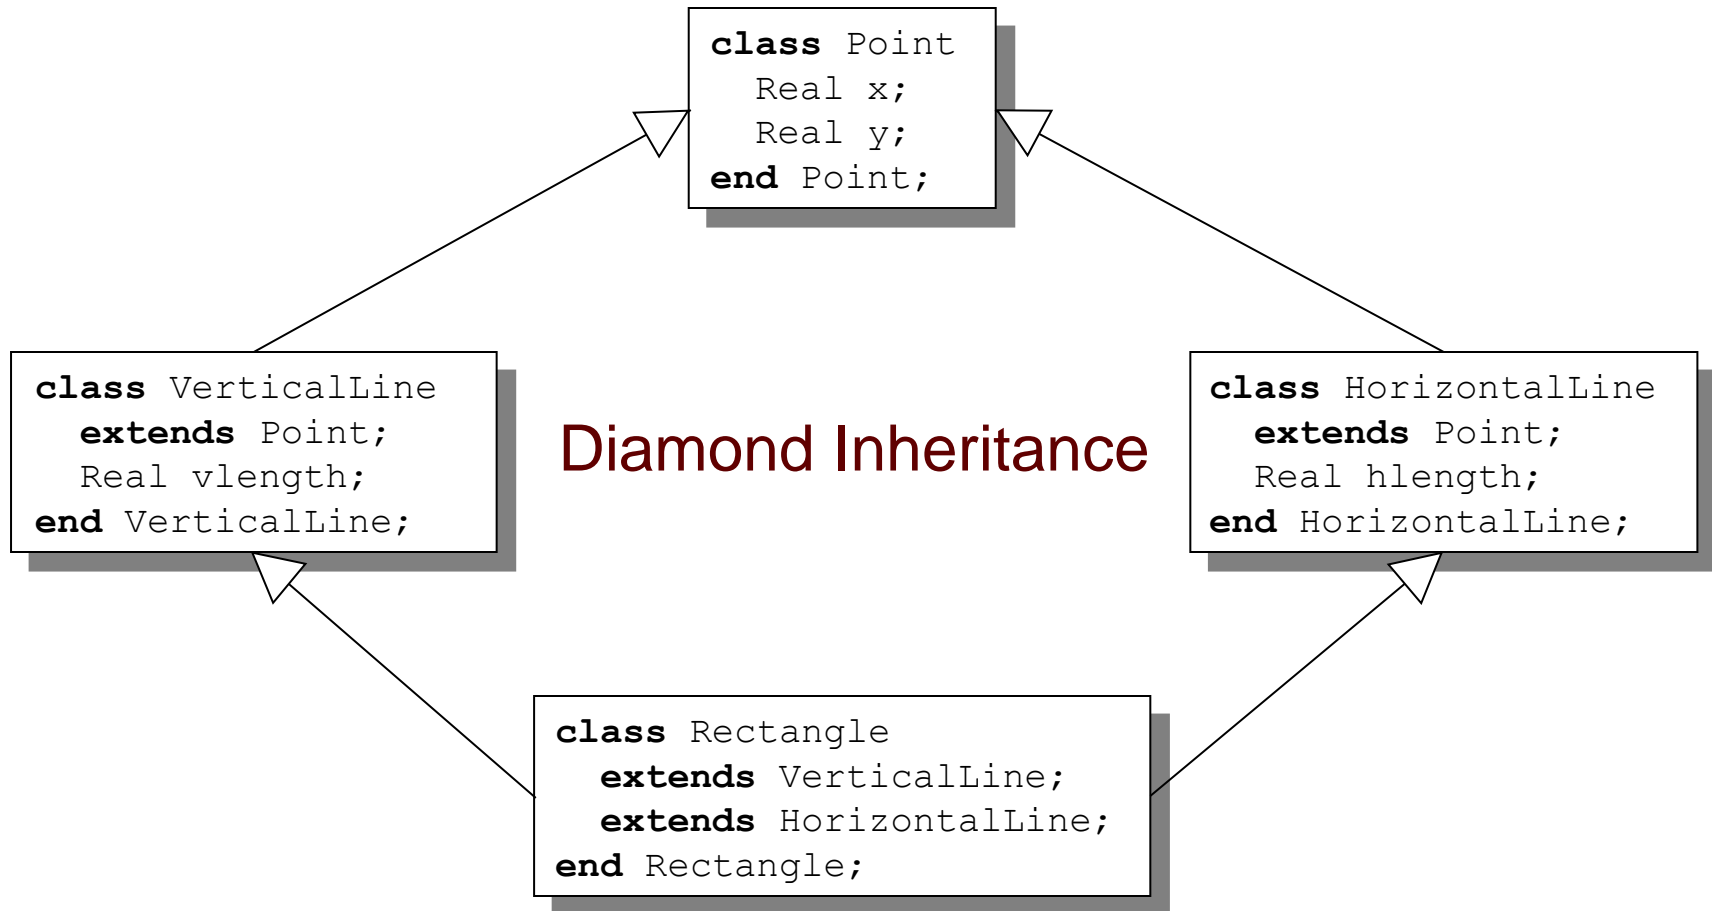 class Point
Real x;
Real y;
end Point;
class VerticalLine
extends Point;
Real vlength;
end VerticalLine;
Diamond Inheritance
class HorizontalLine
extends Point;
Real hlength;
end HorizontalLine;
class Rectangle
extends VerticalLine;
extends HorizontalLine;
end Rectangle;